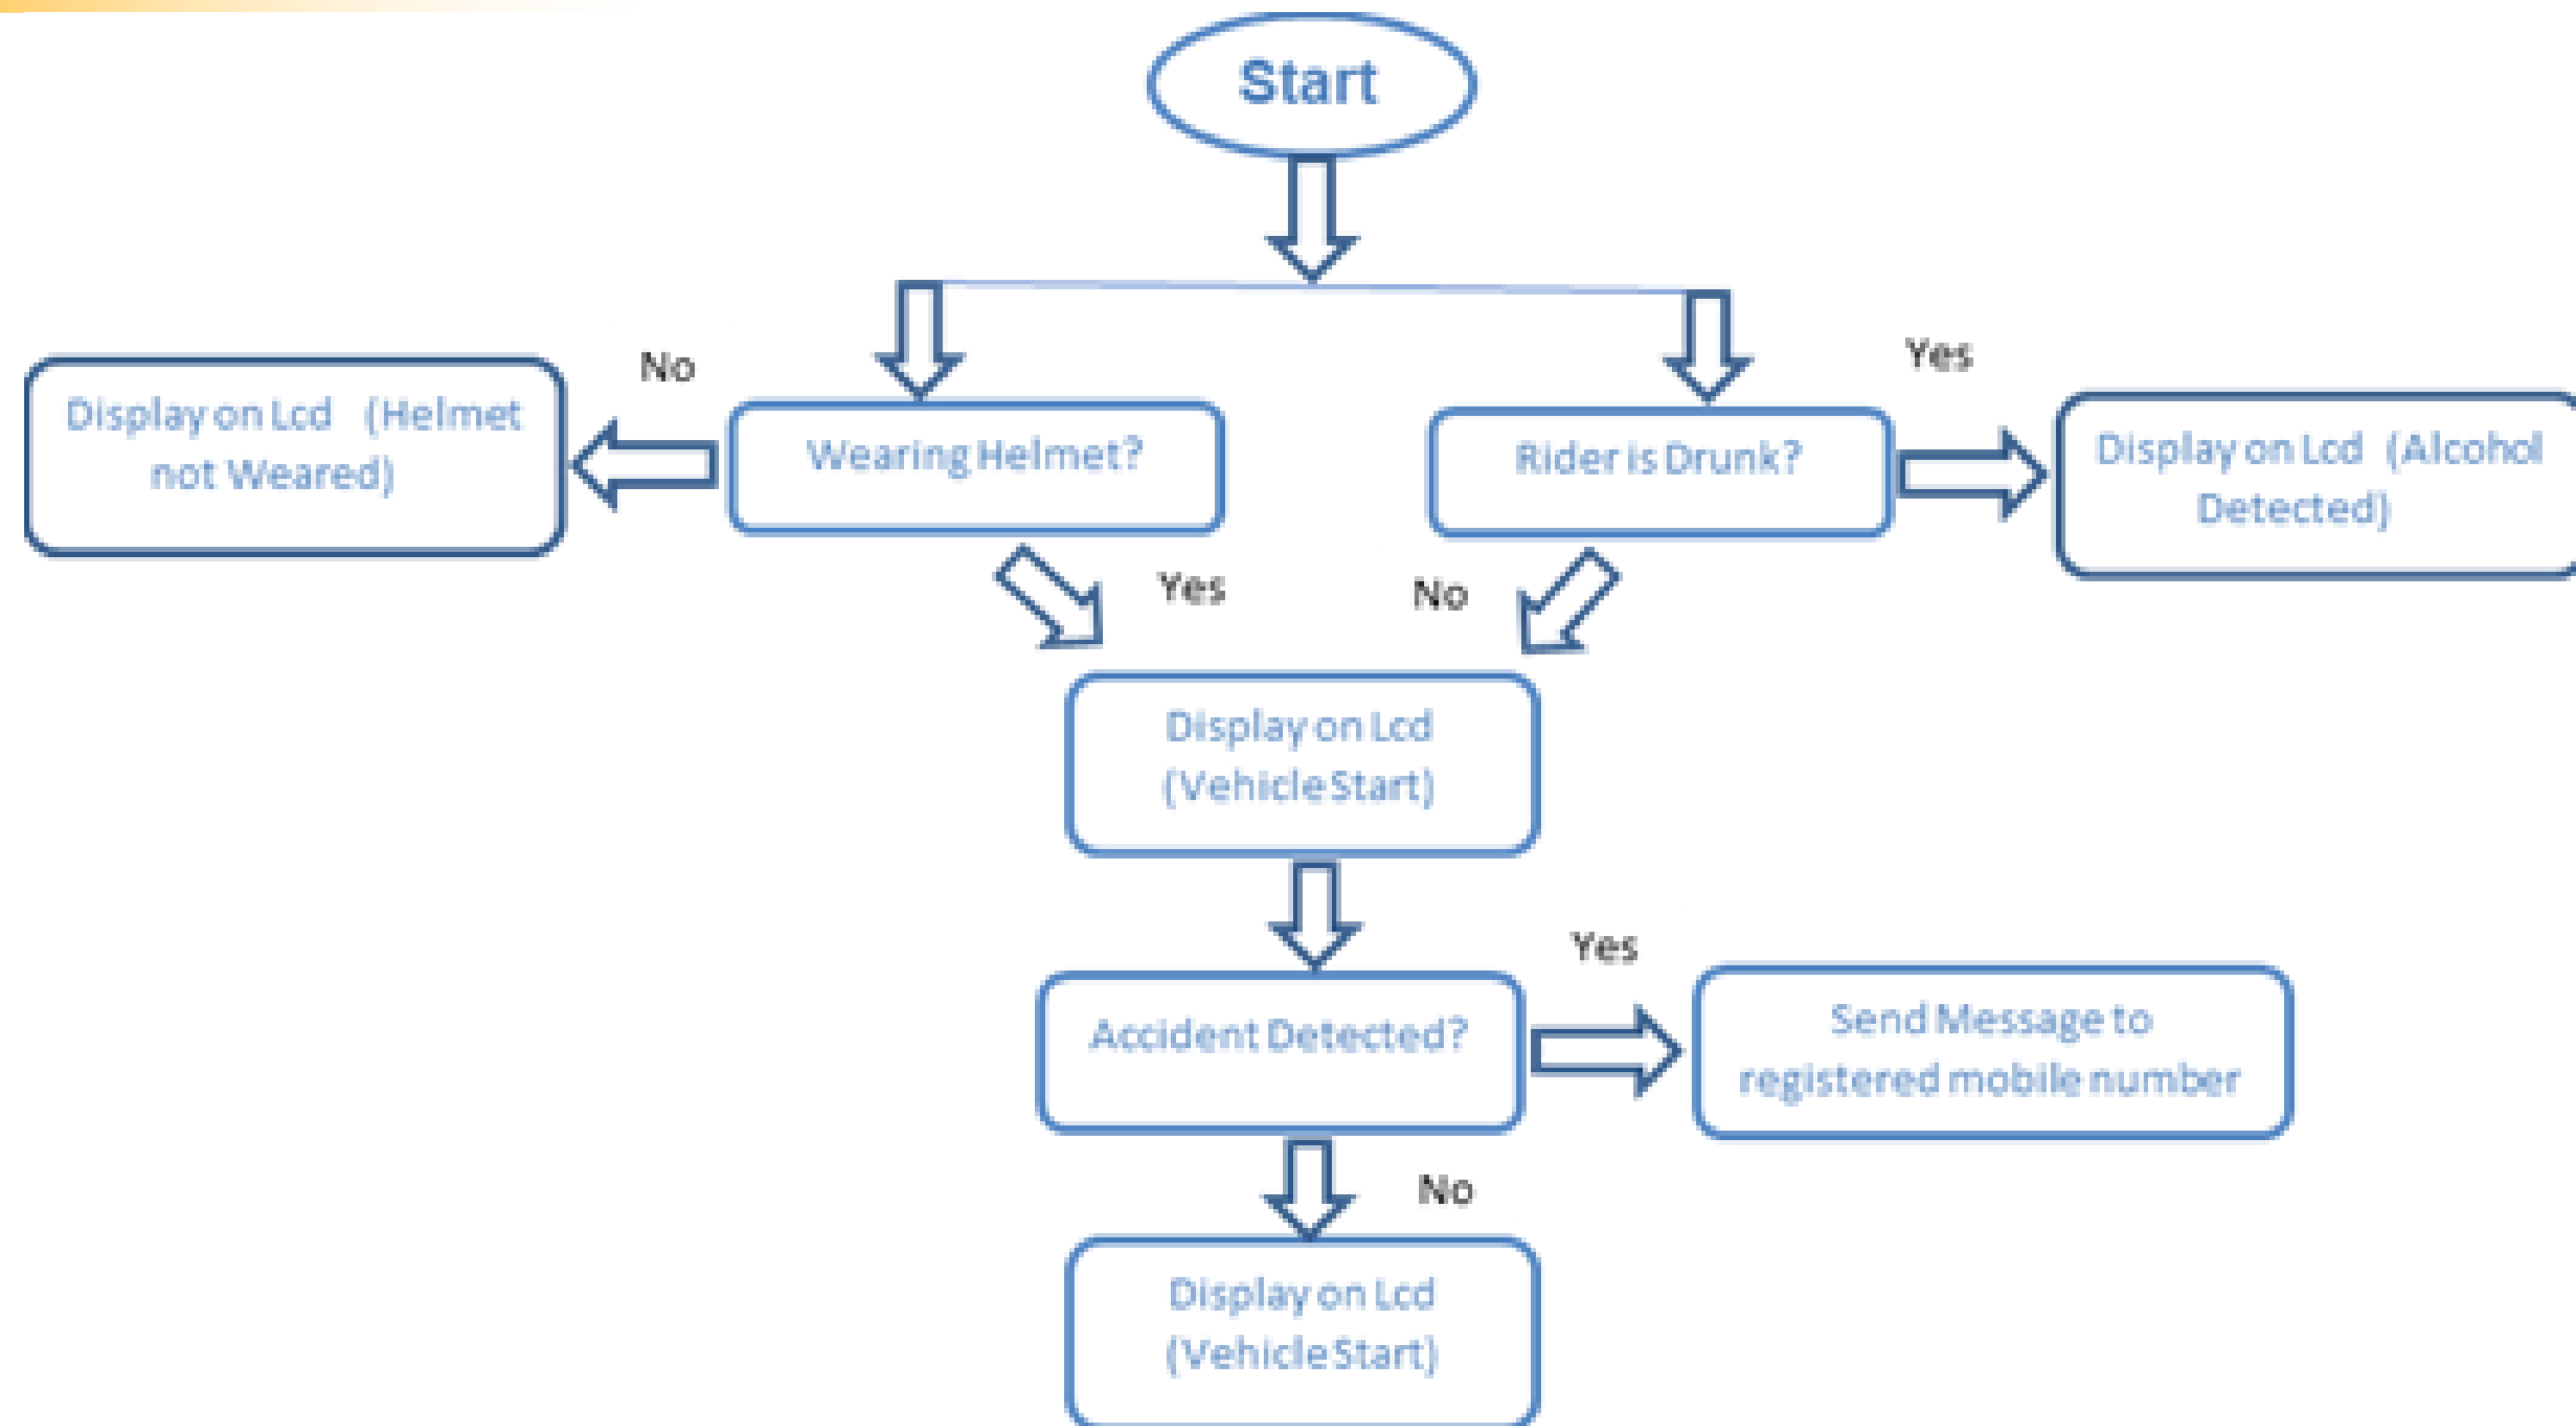 Start
No
Yes
Display on Lcd (Helmet
not Weared)
Wearing Helmet?
Rider is Drunk?
Display on Lcd (Alcohol
Detected)
Yes
No
Display on Lcd
(Vehicle Start)
Yes
Accident Detected?
Send Message to
registered mobile number
No
Display on Lcd
(Vehicle Start)